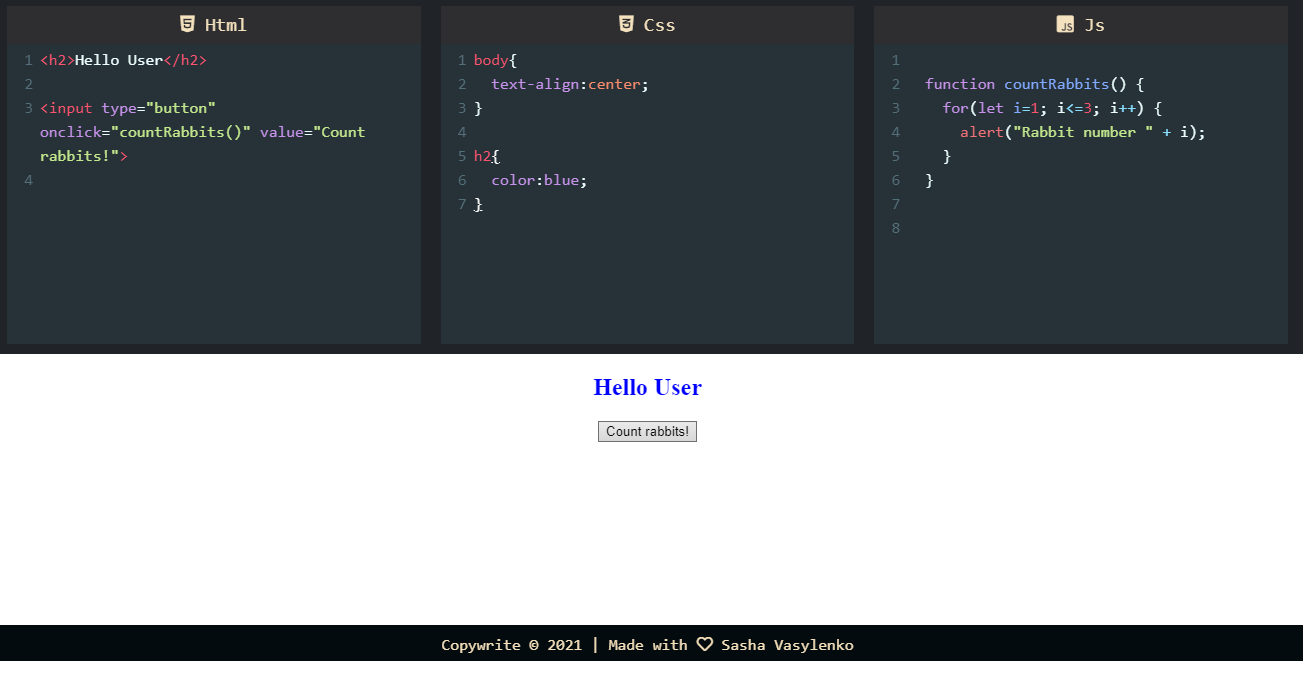 Html
1 <h2>Hello User</h2>
2
3 <input type="button"
onclick="countRabbits()" value="Count
rabbits!">
4
Css
1 body{
2   text-align:center;
3 }
4
5 h2{
6   color:blue;
7 }
JS Js
1
2   function countRabbits() {
3     for(let i=1; i<=3; i++) {
4       alert("Rabbit number " + i);
5     }
6   }
7
8
Hello User
Count rabbits!
Copywrite © 2021 | Made with ♡ Sasha Vasylenko